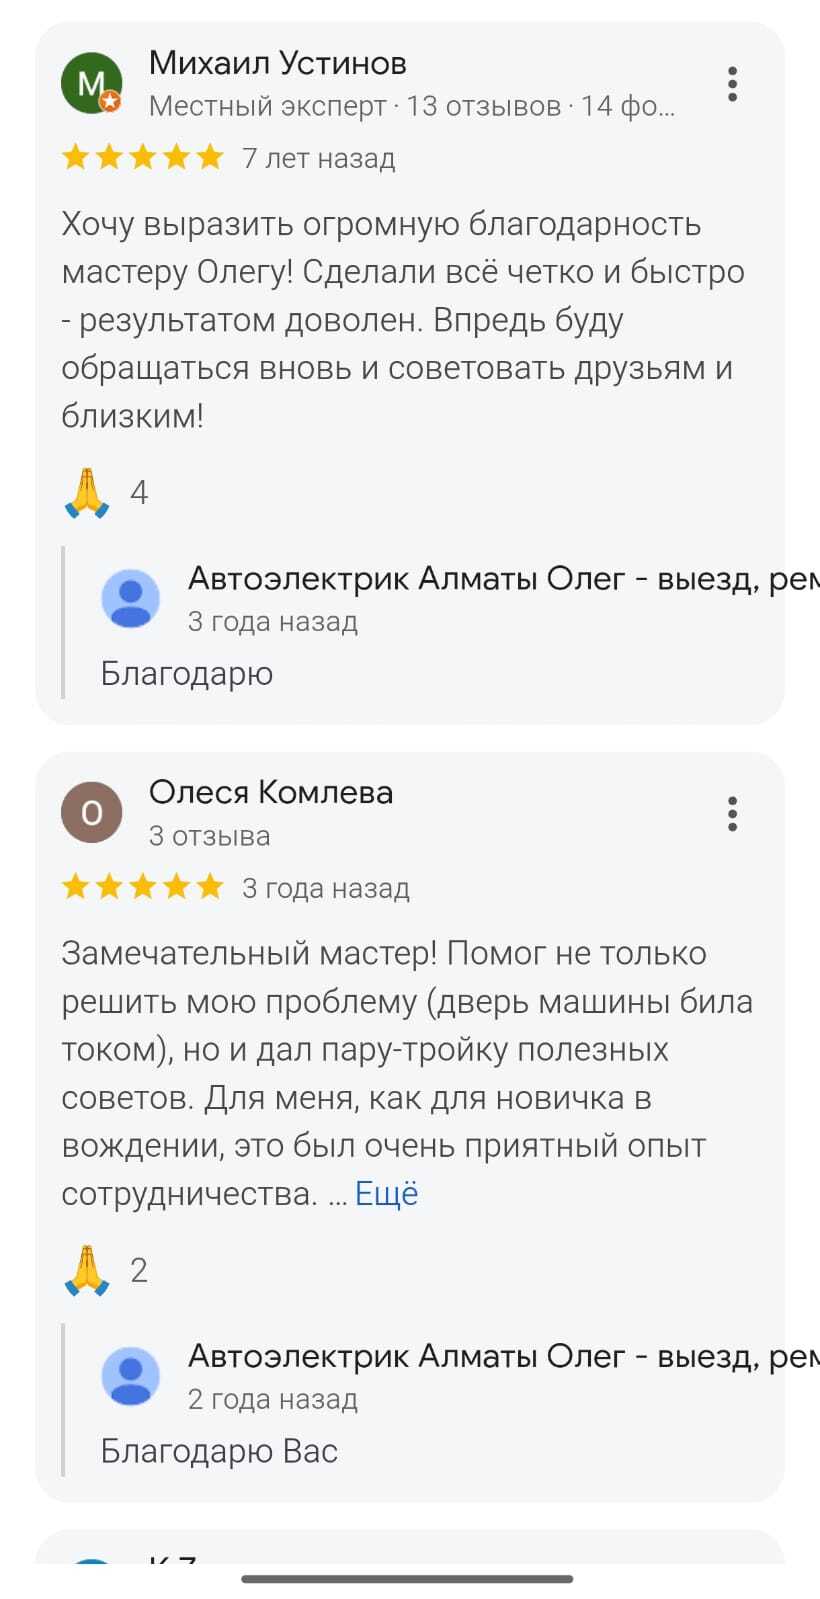 Михаил Устинов
М
Местный эксперт · 13 отзывов · 14 фо...
7 лет назад
Хочу выразить огромную благодарность
мастеру Олегу! Сделали всё четко и быстро
- результатом доволен. Впредь буду
обращаться вновь и советовать друзьям и
близким!
4
Автоэлектрик Алматы Олег - выезд, рем
3 года назад
Благодарю
Олеся Комлева
О
3 отзыва
3 года назад
Замечательный мастер! Помог не только
решить мою проблему (дверь машины била
током), но и дал пару-тройку полезных
советов. Для меня, как для новичка в
вождении, это был очень приятный опыт
сотрудничества. ... Ещё
2
Автоэлектрик Алматы Олег - выезд, рем
2 года назад
Благодарю Вас